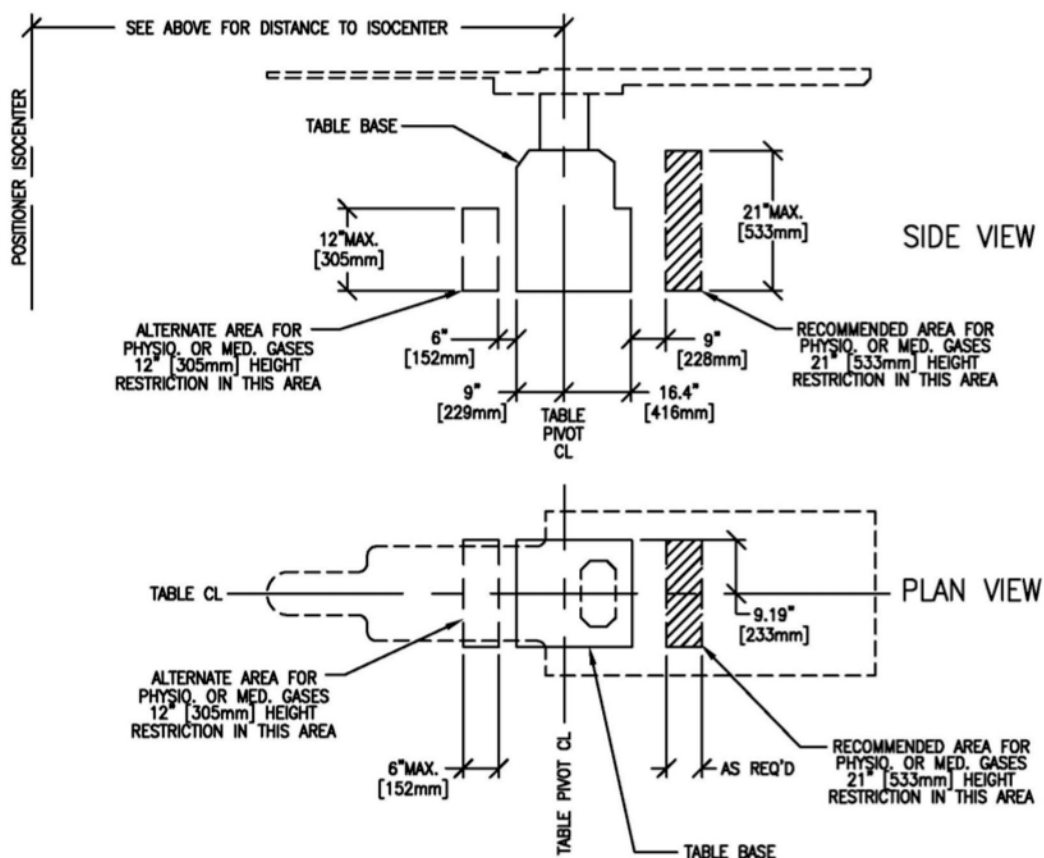 SEE ABOVE FOR DISTANCE TO ISOCENTER
POSITIONER ISOCENTER
TABLE BASE
12"MAX.
[305mm]
21"MAX.
[533mm]
SIDE VIEW
ALTERNATE AREA FOR
PHYSIO. OR MED. GASES
12" [305mm] HEIGHT
RESTRICTION IN THIS AREA
6"
[152mm]
9"
[228mm]
RECOMMENDED AREA FOR
PHYSIO. OR MED. GASES
21" [533mm] HEIGHT
RESTRICTION IN THIS AREA
9"
[229mm]
TABLE
PIVOT
CL
16.4"
[416mm]
TABLE CL
PLAN VIEW
9.19"
[233mm]
ALTERNATE AREA FOR
PHYSIO. OR MED. GASES
12" [305mm] HEIGHT
RESTRICTION IN THIS AREA
6"MAX.
[152mm]
TABLE PIVOT CL
AS REQ'D
RECOMMENDED AREA FOR
PHYSIO. OR MED. GASES
21" [533mm] HEIGHT
RESTRICTION IN THIS AREA
TABLE BASE